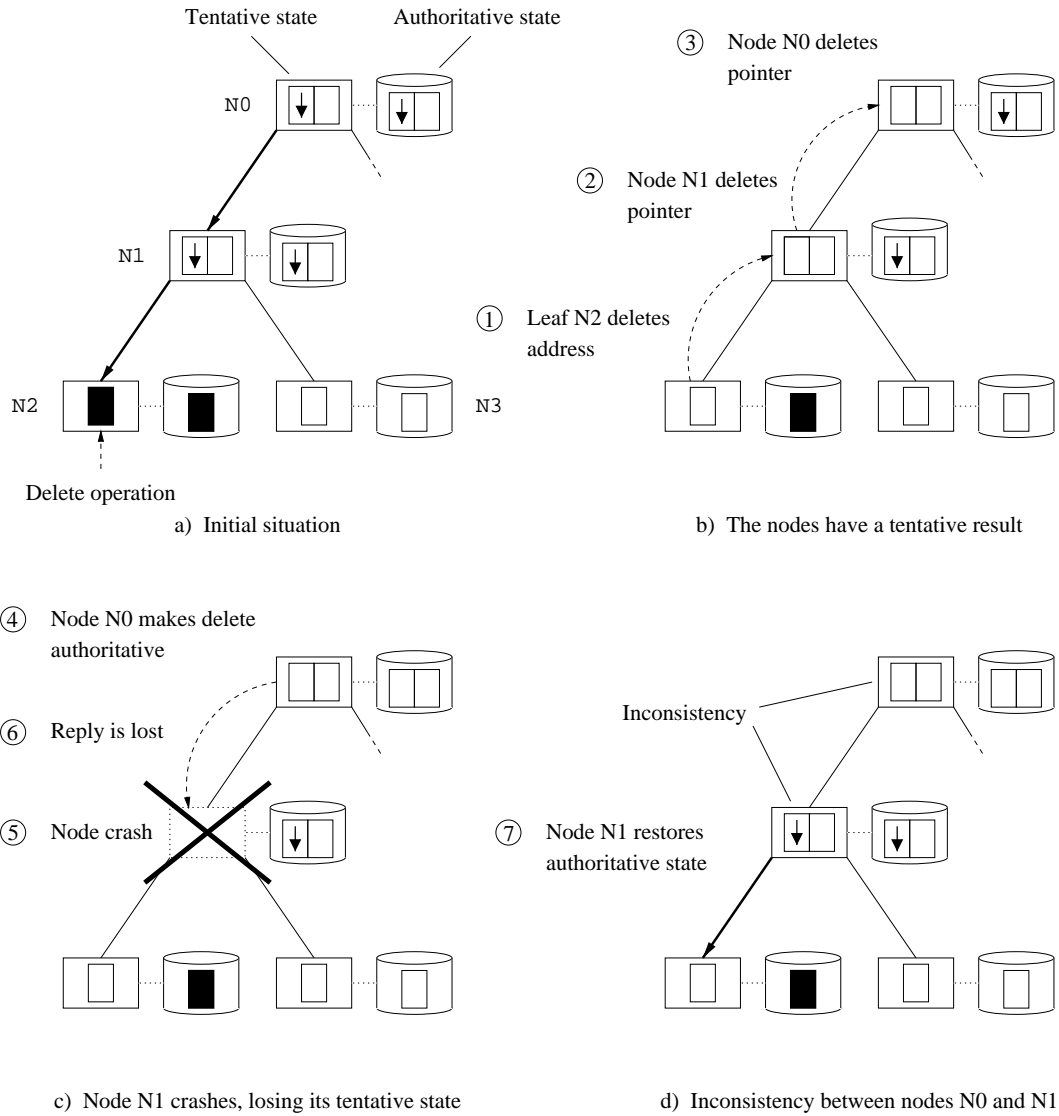 Tentative state
Authoritative state
N0
N1
N2
N3
Delete operation
a) Initial situation
3 Node N0 deletes
pointer
2 Node N1 deletes
pointer
1 Leaf N2 deletes
address
b) The nodes have a tentative result
4 Node N0 makes delete
authoritative
6 Reply is lost
5 Node crash
c) Node N1 crashes, losing its tentative state
Inconsistency
7 Node N1 restores
authoritative state
d) Inconsistency between nodes N0 and N1